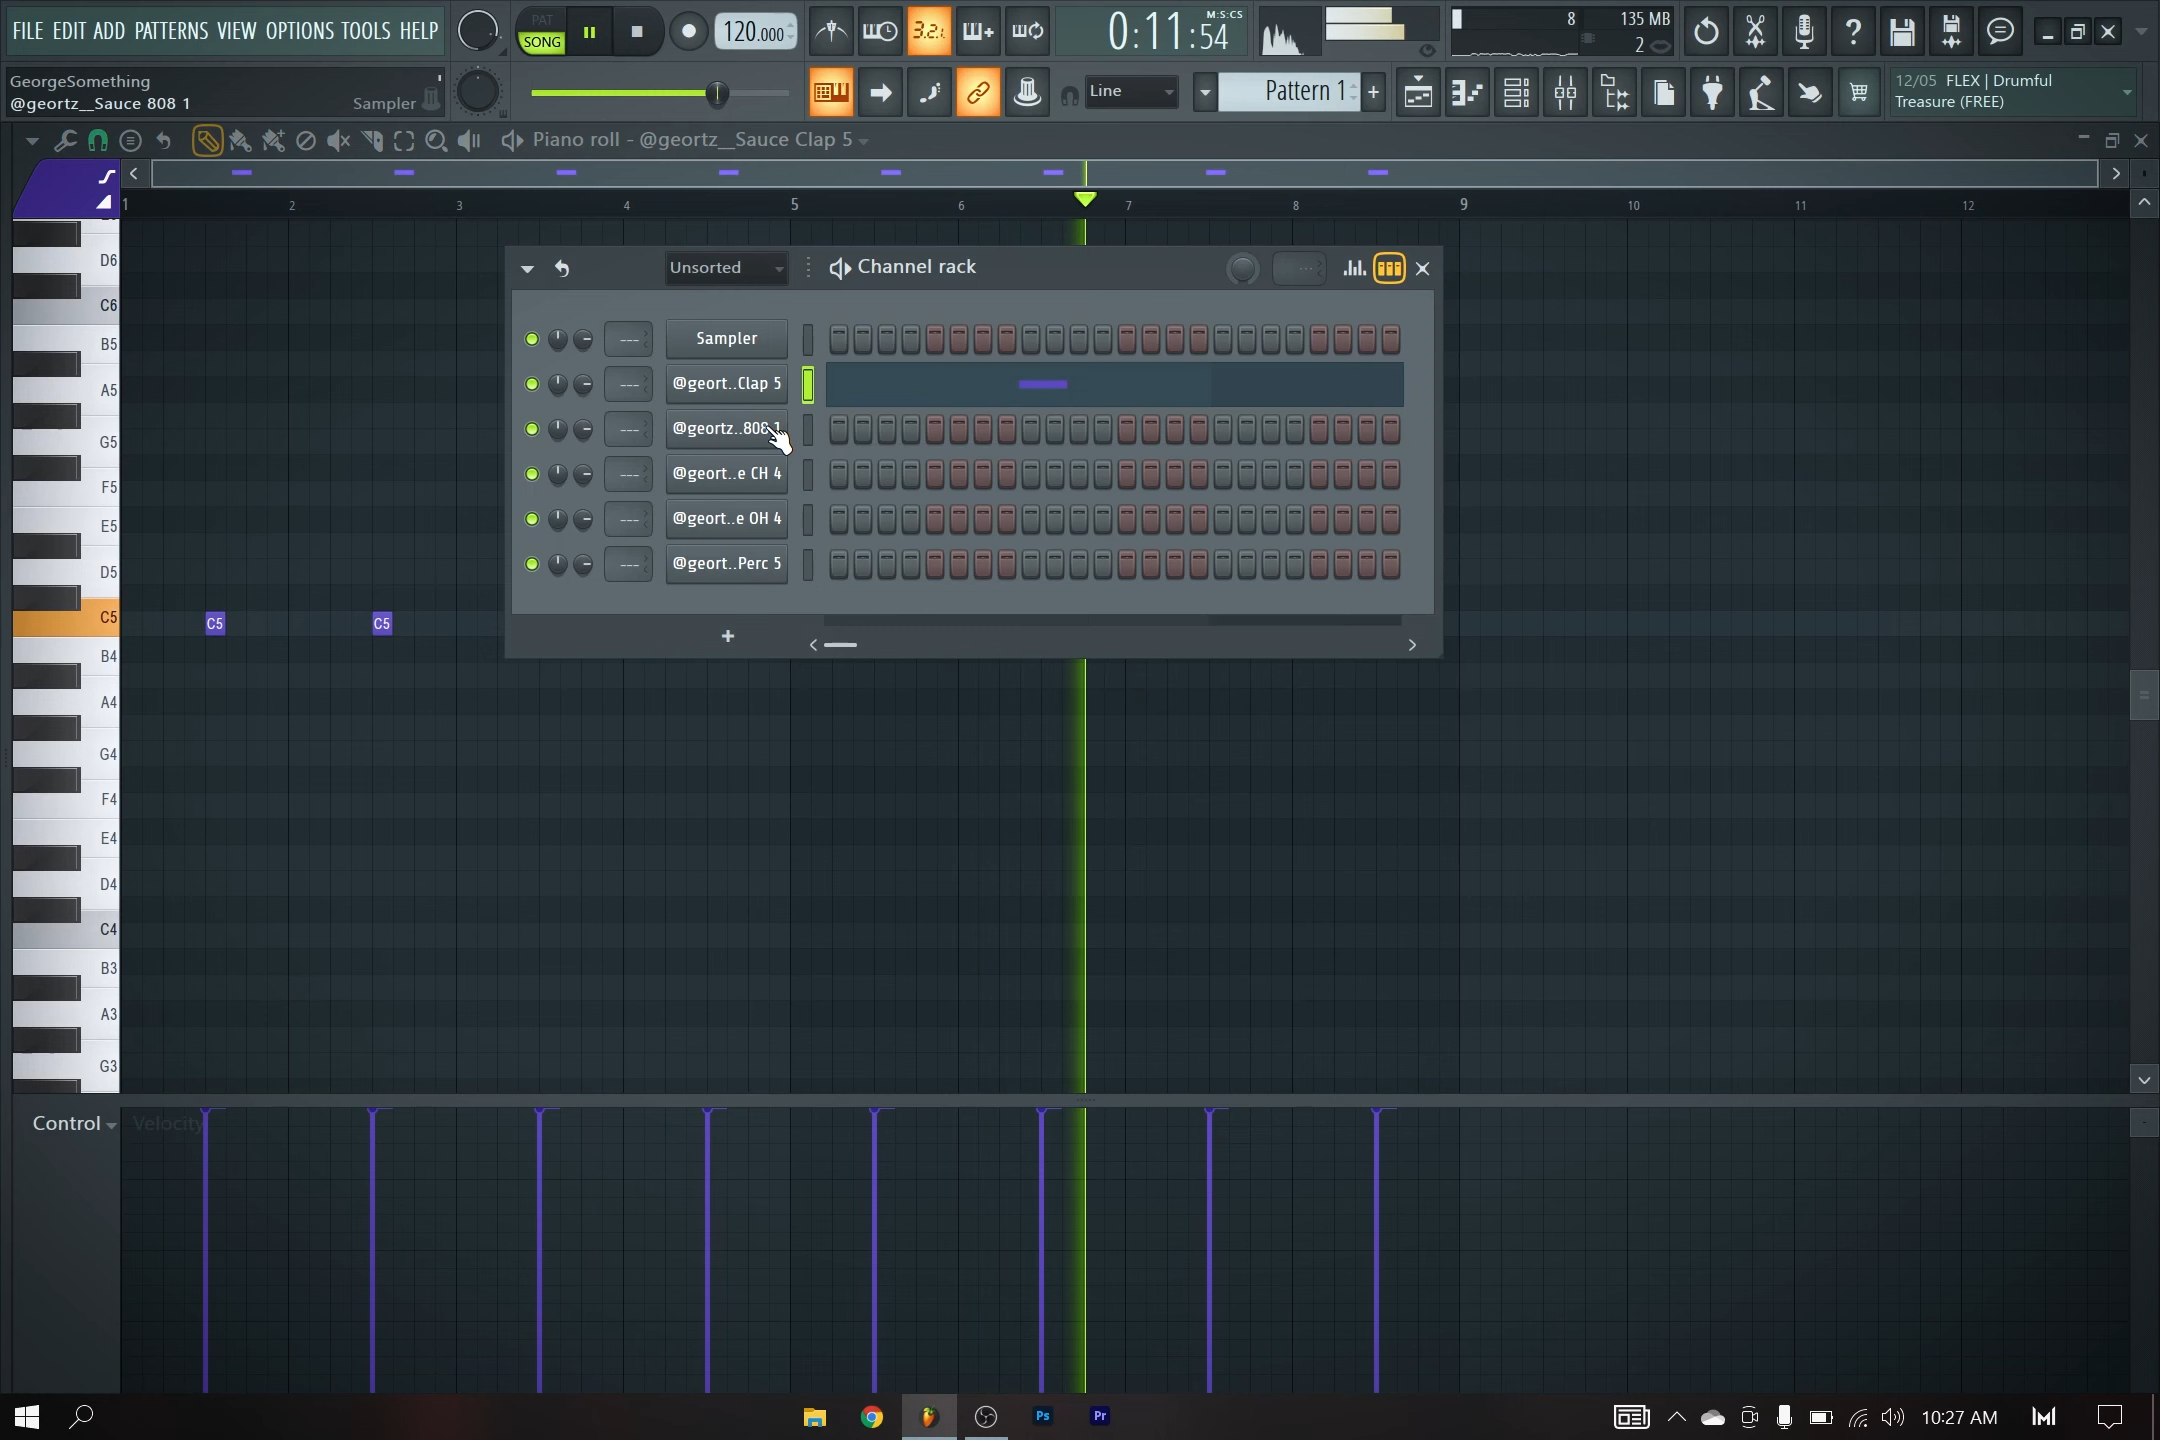 FILE EDIT ADD PATTERNS VIEW OPTIONS TOOLS HELP
PAT
SONG
120.000
3.2.1.
M:S:CS
0:11:54
8
135 MB
2
GeorgeSomething
@geortz__Sauce 808 1
Sampler
Line
Pattern 1
12/05 FLEX | Drumful
Treasure (FREE)
Piano roll - @geortz__Sauce Clap 5
1 2 3 4 5 6 7 8 9 10 11 12
Unsorted
Channel rack
Sampler
@geort..Clap 5
@geortz..808 1
@geort..e CH 4
@geort..e OH 4
@geort..Perc 5
D6
C6
B5
A5
G5
F5
E5
D5
C5
C5
C5
B4
A4
G4
F4
E4
D4
C4
B3
A3
G3
Control
Velocity
Ps
Pr
10:27 AM